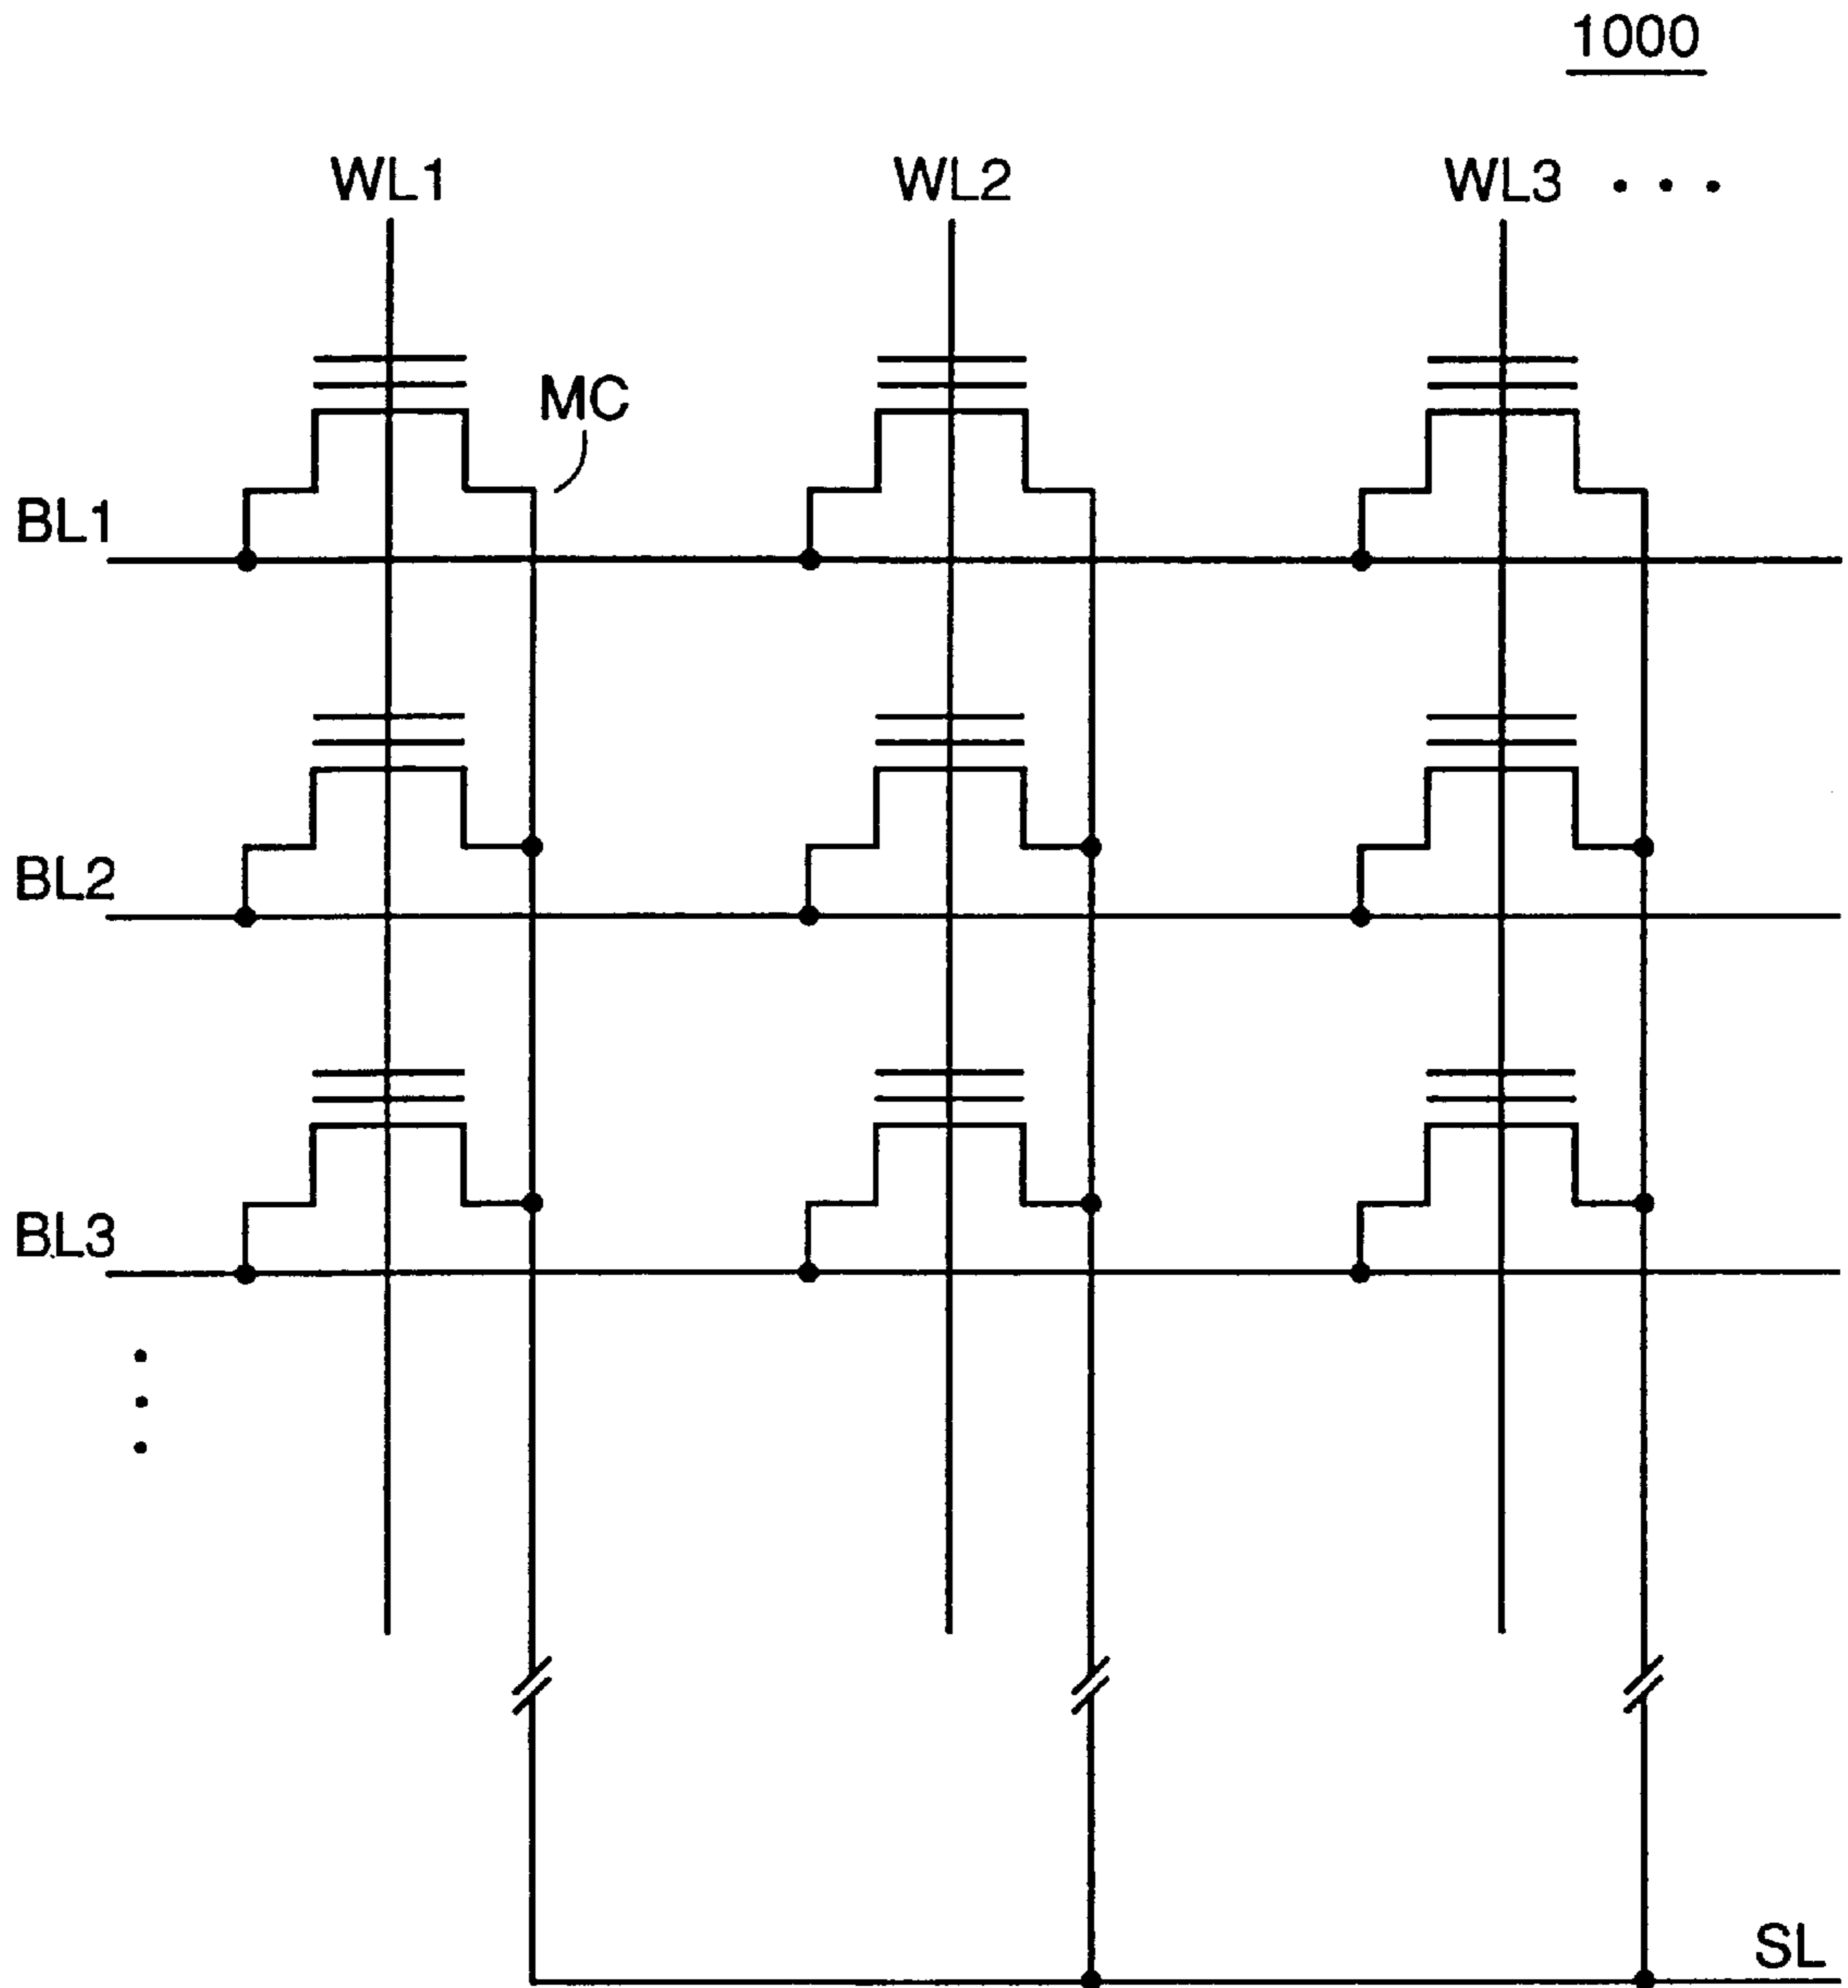 1000
WL1 WL2 WL3 . . .
MC
BL1
BL2
BL3
SL